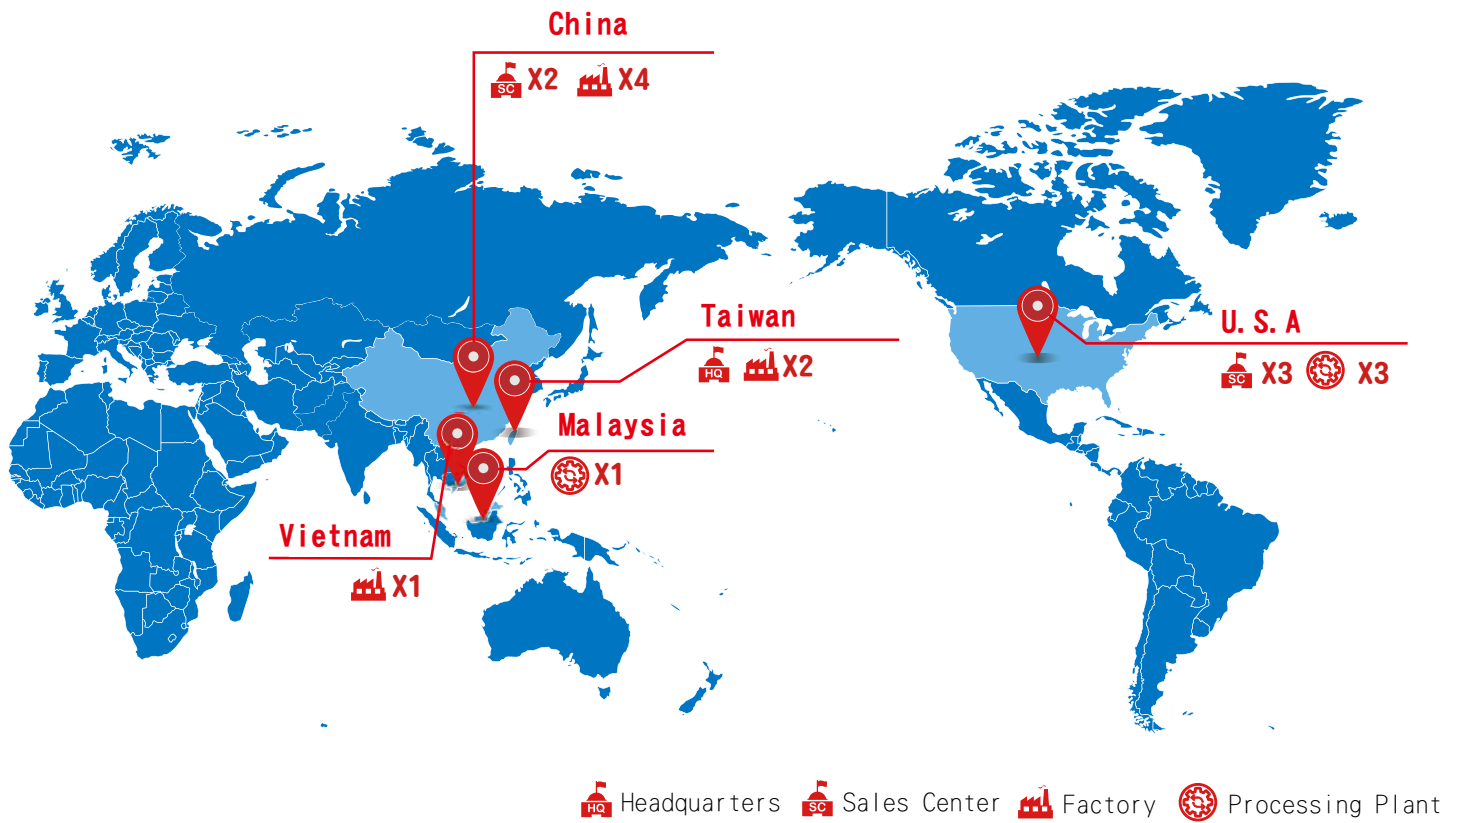 China
SC X2 X4
Taiwan
HQ X2
U.S.A
SC X3 X3
Malaysia
X1
Vietnam
X1
HQ Headquarters SC Sales Center Factory Processing Plant